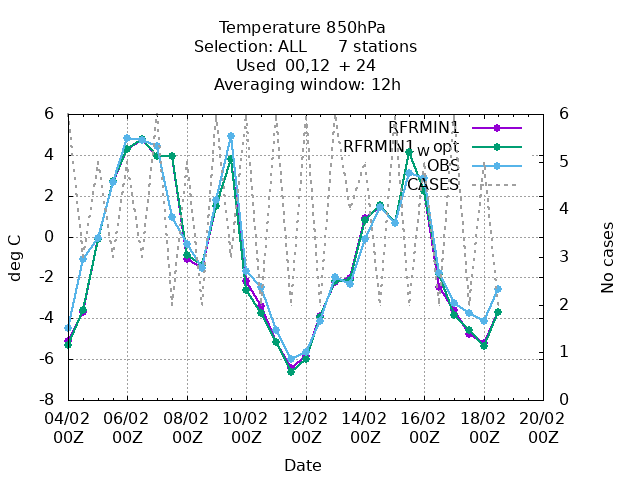 Temperature 850hPa
Selection: ALL 7 stations
Used 00,12 + 24
Averaging window: 12h
6 6
RFRMIN1
RFRMIN1_w_opt
OBS
CASES
4 5
2 4
0 3
-2 2
-4 1
-6
-8 0
deg C
No cases
04/02 06/02 08/02 10/02 12/02 14/02 16/02 18/02 20/02
00Z 00Z 00Z 00Z 00Z 00Z 00Z 00Z 00Z
Date